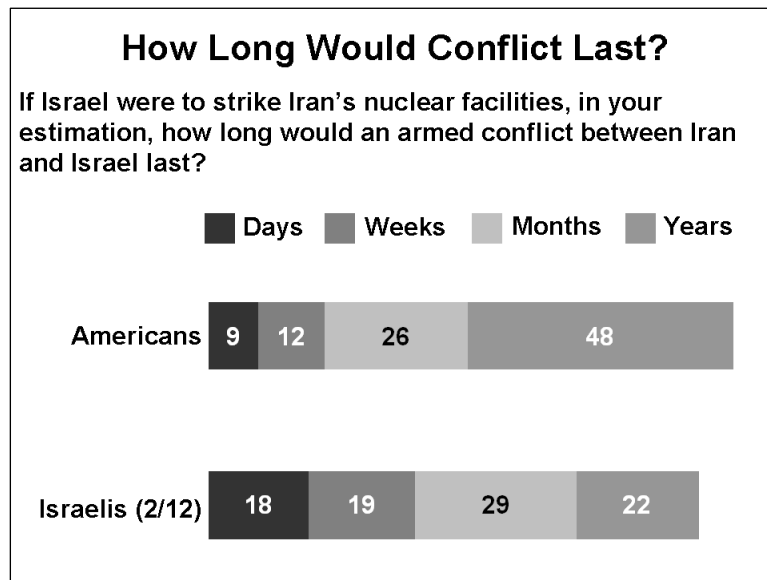 How Long Would Conflict Last?
If Israel were to strike Iran's nuclear facilities, in your
estimation, how long would an armed conflict between Iran
and Israel last?
Days Weeks Months Years
Americans 9 12 26 48
Israelis (2/12) 18 19 29 22